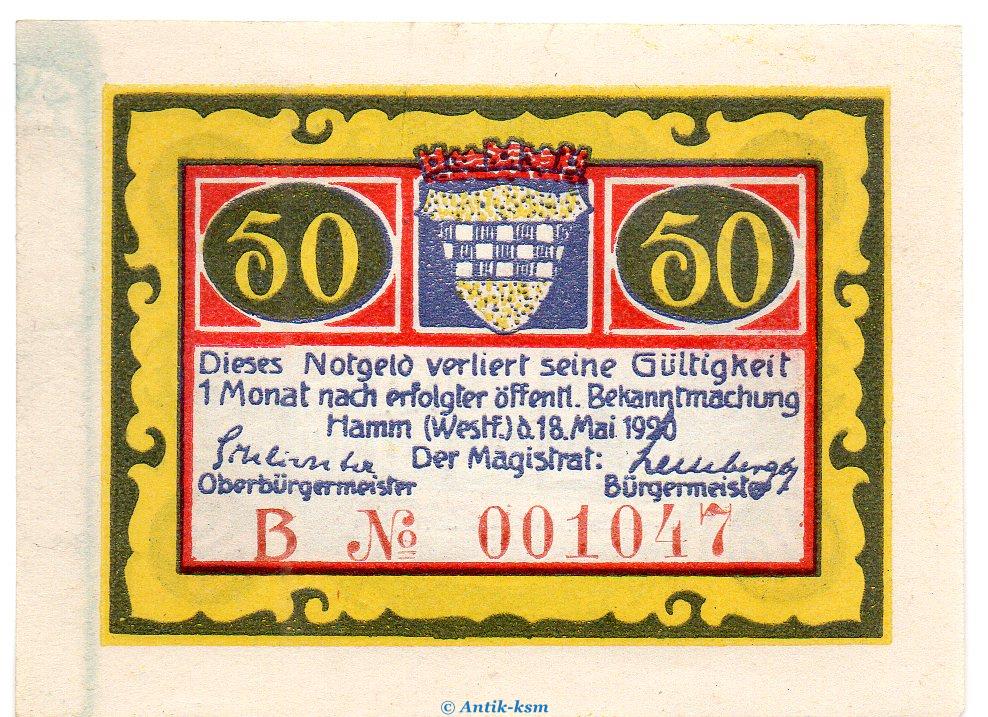 50 50
Dieses Notgeld verliert seine Gültigkeit
1 Monat nach erfolgter öffentl. Bekanntmachung
Hamm (Westf.) d. 18. Mai 1920
Der Magistrat:
Oberbürgermeister Bürgermeister
B No 001047
© Antik-ksm